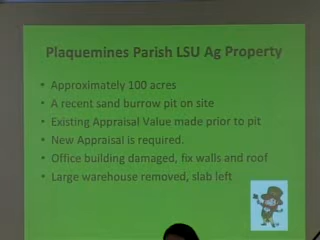 Plaquemines Parish LSU Ag Property
• Approximately 100 acres
• A recent sand burrow pit on site
• Existing Appraisal Value made prior to pit
• New Appraisal is required.
• Office building damaged, fix walls and roof
• Large warehouse removed, slab left